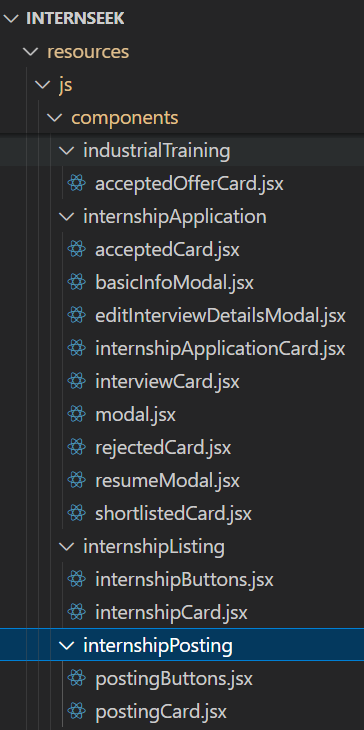 INTERNSEEK
resources
js
components
industrialTraining
acceptedOfferCard.jsx
internshipApplication
acceptedCard.jsx
basicInfoModal.jsx
editInterviewDetailsModal.jsx
internshipApplicationCard.jsx
interviewCard.jsx
modal.jsx
rejectedCard.jsx
resumeModal.jsx
shortlistedCard.jsx
internshipListing
internshipButtons.jsx
internshipCard.jsx
internshipPosting
postingButtons.jsx
postingCard.jsx